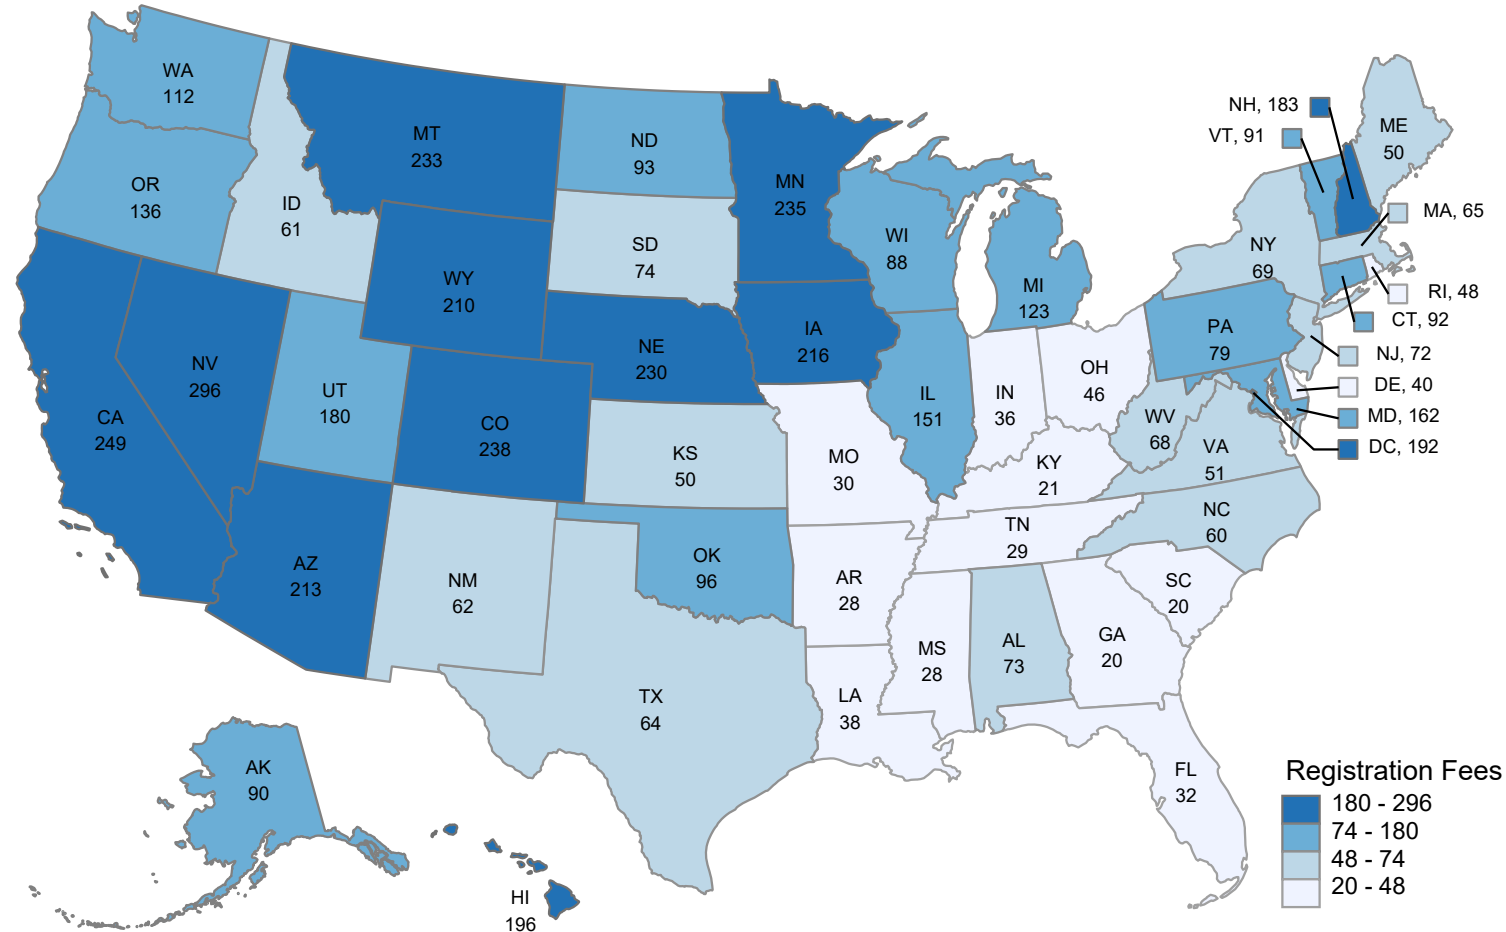 WA
112
OR
136
CA
249
NV
296
ID
61
MT
233
WY
210
UT
180
AZ
213
CO
238
NM
62
ND
93
SD
74
NE
230
KS
50
OK
96
TX
64
MN
235
IA
216
MO
30
AR
28
LA
38
WI
88
IL
151
MI
123
IN
36
OH
46
KY
21
TN
29
MS
28
AL
73
GA
20
FL
32
SC
20
NC
60
VA
51
WV
68
PA
79
NY
69
ME
50
NH, 183
VT, 91
MA, 65
RI, 48
CT, 92
NJ, 72
DE, 40
MD, 162
DC, 192
AK
90
HI
196
Registration Fees
180 - 296
74 - 180
48 - 74
20 - 48